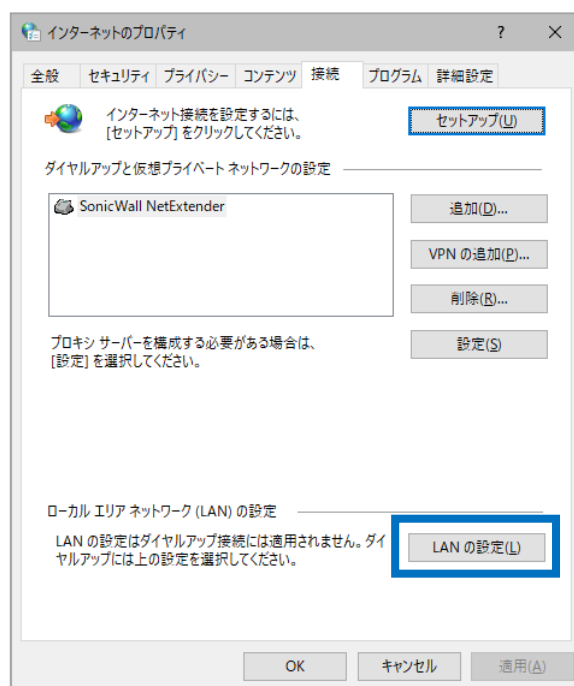 インターネットのプロパティ
?
×
全般 セキュリティ プライバシー コンテンツ 接続 プログラム 詳細設定
インターネット接続を設定するには、
[セットアップ] をクリックしてください。
セットアップ(U)
ダイヤルアップと仮想プライベート ネットワークの設定
SonicWall NetExtender
追加(D)...
VPN の追加(P)...
削除(R)...
プロキシ サーバーを構成する必要がある場合は、
[設定] を選択してください。
設定(S)
ローカル エリア ネットワーク (LAN) の設定
LAN の設定はダイヤルアップ接続には適用されません。ダイ
ヤルアップには上の設定を選択してください。
LAN の設定(L)
OK
キャンセル
適用(A)